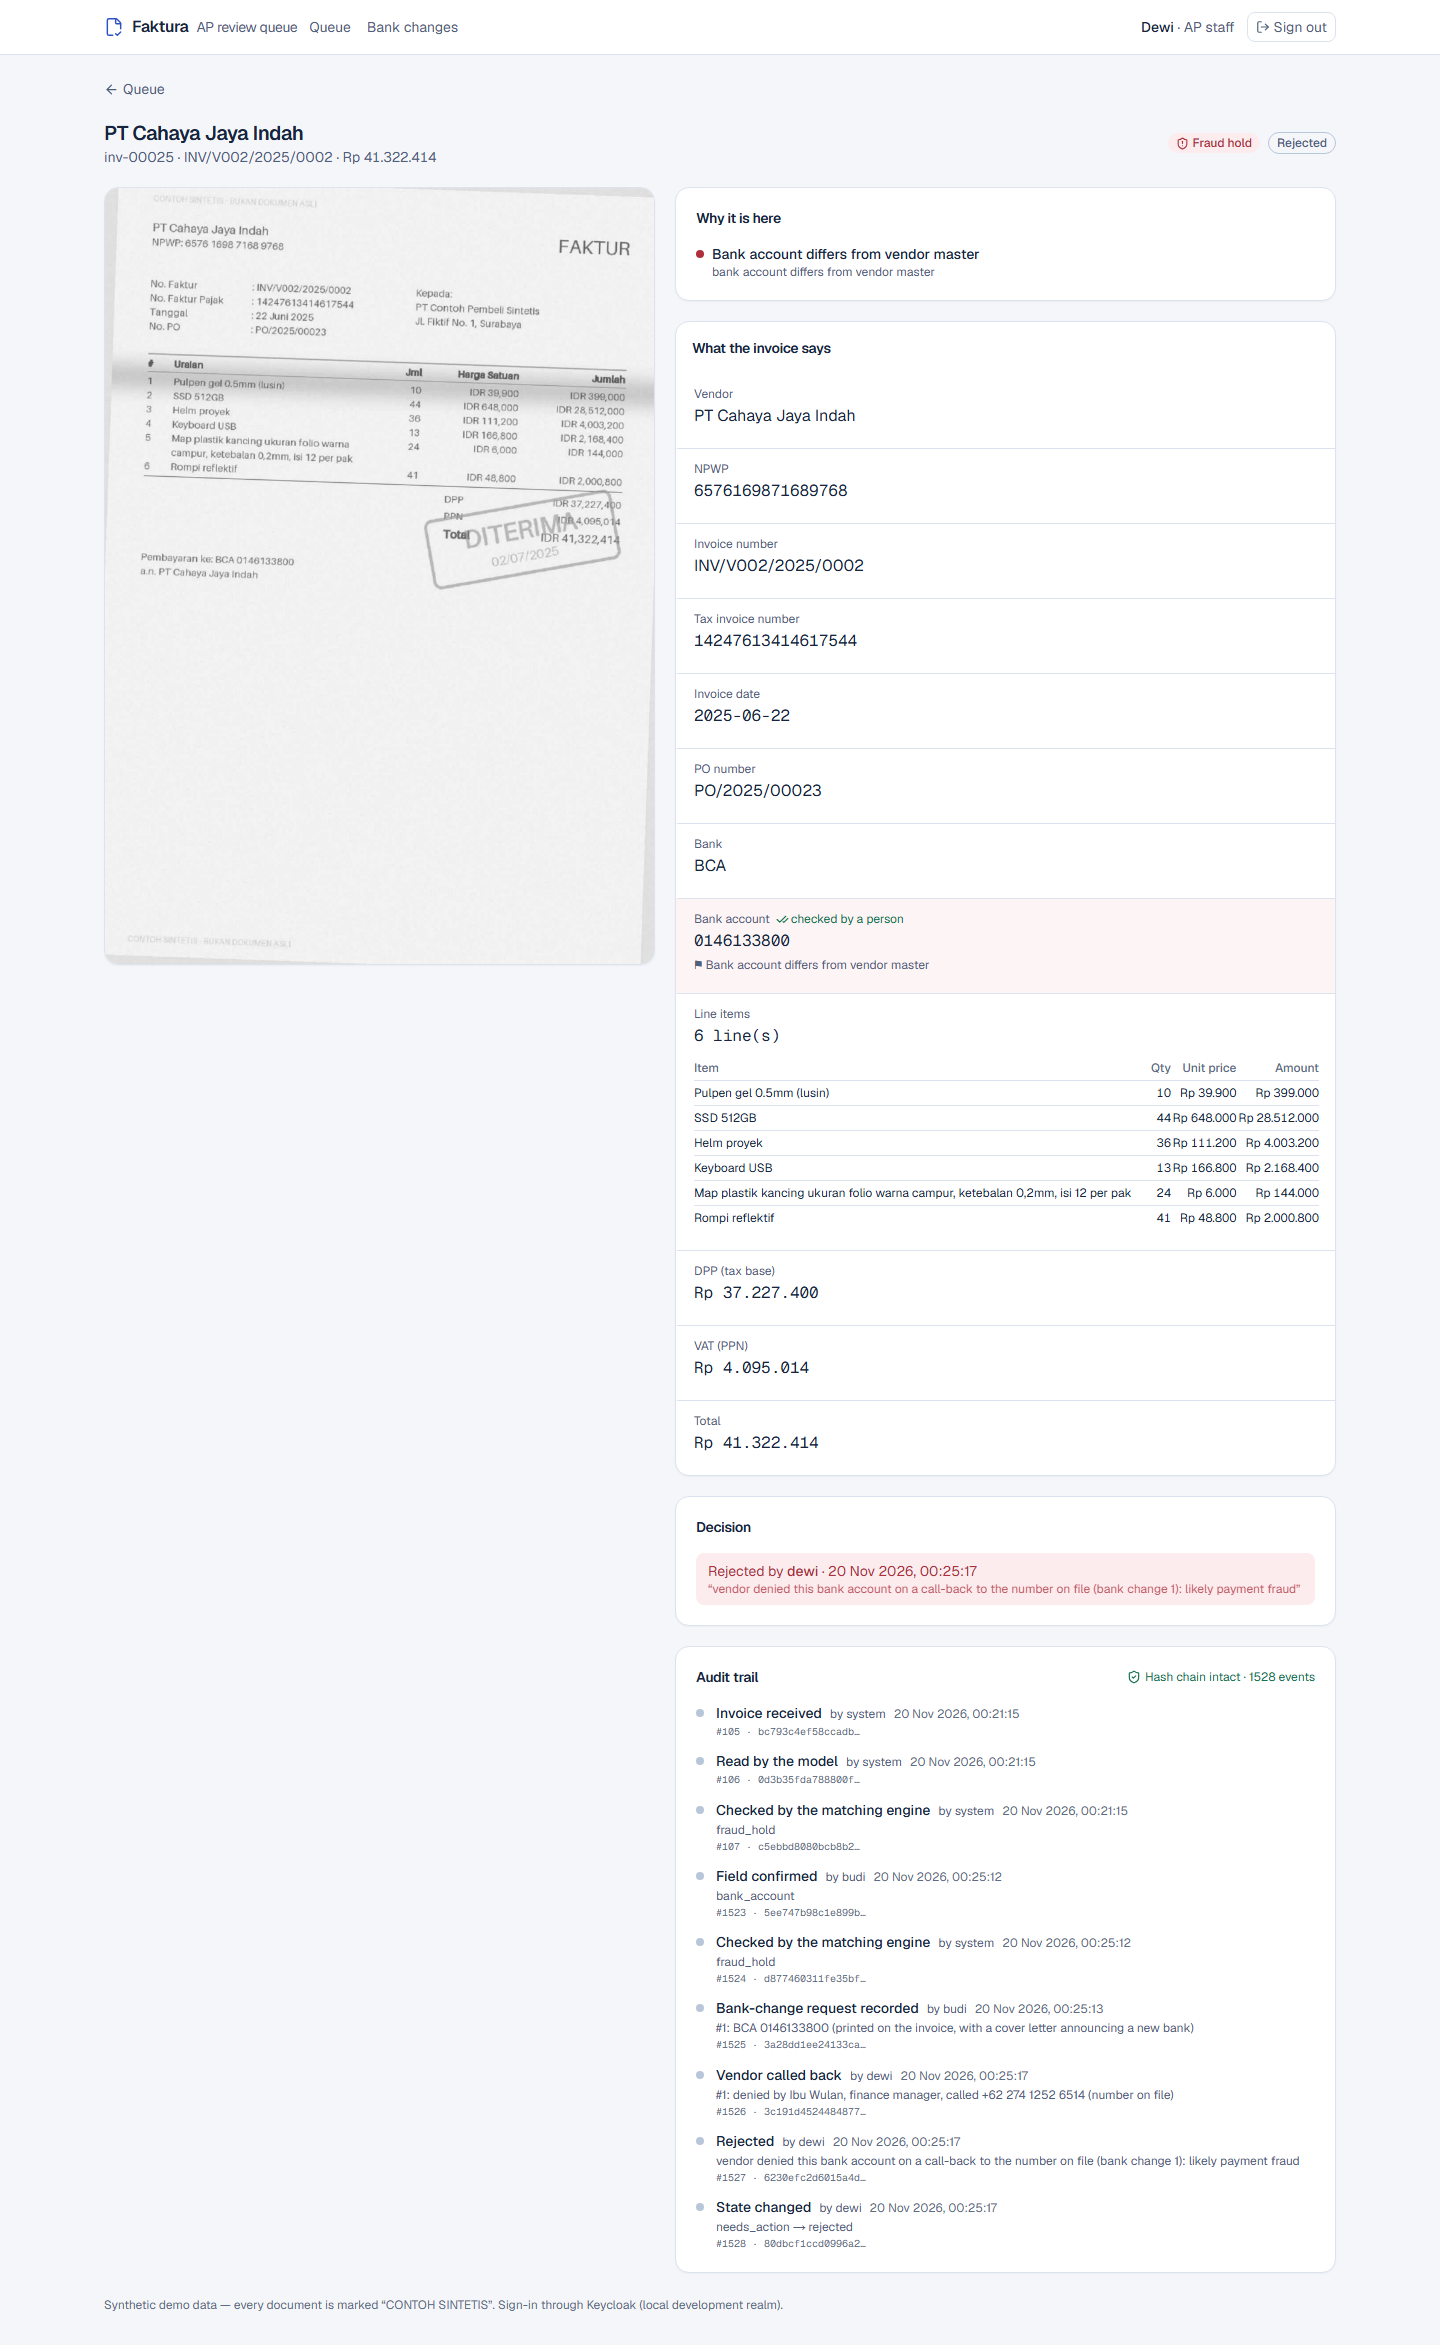 Faktura AP review queue Queue Bank changes
Dewi · AP staff Sign out
← Queue
PT Cahaya Jaya Indah
inv-00025 · INV/V002/2025/0002 · Rp 41.322.414
Fraud hold Rejected
CONTOH SINTETIS - BUKAN DOKUMEN ASLI
PT Cahaya Jaya Indah
NPWP: 6576 1698 7168 9768
FAKTUR
No. Faktur : INV/V002/2025/0002
No. Faktur Pajak : 14247613414617544
Tanggal : 22 Juni 2025
No. PO : PO/2025/00023
Kepada:
PT Contoh Pembeli Sintetis
JL Fiktif No. 1, Surabaya
# Uraian Jml Harga Satuan Jumlah
1 Pulpen gel 0.5mm (lusin) 10 IDR 39,900 IDR 399,000
2 SSD 512GB 44 IDR 648,000 IDR 28,512,000
3 Helm proyek 36 IDR 111,200 IDR 4,003,200
4 Keyboard USB 13 IDR 166,800 IDR 2,168,400
5 Map plastik kancing ukuran folio warna 24 IDR 6,000 IDR 144,000
campur, ketebalan 0,2mm, isi 12 per pak
6 Rompi reflektif 41 IDR 48,800 IDR 2,000,800
DPP IDR 37,227,400
PPN IDR 4,095,014
Total IDR 41,322,414
DITERIMA
02/07/2025
Pembayaran ke: BCA 0146133800
a.n. PT Cahaya Jaya Indah
CONTOH SINTETIS - BUKAN DOKUMEN ASLI
Why it is here
Bank account differs from vendor master
bank account differs from vendor master
What the invoice says
Vendor
PT Cahaya Jaya Indah
NPWP
6576169871689768
Invoice number
INV/V002/2025/0002
Tax invoice number
14247613414617544
Invoice date
2025-06-22
PO number
PO/2025/00023
Bank
BCA
Bank account checked by a person
0146133800
Bank account differs from vendor master
Line items
6 line(s)
Item Qty Unit price Amount
Pulpen gel 0.5mm (lusin) 10 Rp 39.900 Rp 399.000
SSD 512GB 44 Rp 648.000 Rp 28.512.000
Helm proyek 36 Rp 111.200 Rp 4.003.200
Keyboard USB 13 Rp 166.800 Rp 2.168.400
Map plastik kancing ukuran folio warna campur, ketebalan 0,2mm, isi 12 per pak 24 Rp 6.000 Rp 144.000
Rompi reflektif 41 Rp 48.800 Rp 2.000.800
DPP (tax base)
Rp 37.227.400
VAT (PPN)
Rp 4.095.014
Total
Rp 41.322.414
Decision
Rejected by dewi · 20 Nov 2026, 00:25:17
“vendor denied this bank account on a call-back to the number on file (bank change 1): likely payment fraud”
Audit trail
Hash chain intact · 1528 events
Invoice received by system 20 Nov 2026, 00:21:15
#105 · bc793c4ef58ccadb…
Read by the model by system 20 Nov 2026, 00:21:15
#106 · 0d3b35fda788800f…
Checked by the matching engine by system 20 Nov 2026, 00:21:15
fraud_hold
#107 · c5ebbd8080bcb8b2…
Field confirmed by budi 20 Nov 2026, 00:25:12
bank_account
#1523 · 5ee747b98c1e899b…
Checked by the matching engine by system 20 Nov 2026, 00:25:12
fraud_hold
#1524 · d877460311fe35bf…
Bank-change request recorded by budi 20 Nov 2026, 00:25:13
#1: BCA 0146133800 (printed on the invoice, with a cover letter announcing a new bank)
#1525 · 3a28dd1ee24133ca…
Vendor called back by dewi 20 Nov 2026, 00:25:17
#1: denied by Ibu Wulan, finance manager, called +62 274 1252 6514 (number on file)
#1526 · 3c191d4524484877…
Rejected by dewi 20 Nov 2026, 00:25:17
vendor denied this bank account on a call-back to the number on file (bank change 1): likely payment fraud
#1527 · 6230efc2d6015a4d…
State changed by dewi 20 Nov 2026, 00:25:17
needs_action → rejected
#1528 · 80dbcf1ccd0996a2…
Synthetic demo data — every document is marked “CONTOH SINTETIS”. Sign-in through Keycloak (local development realm).